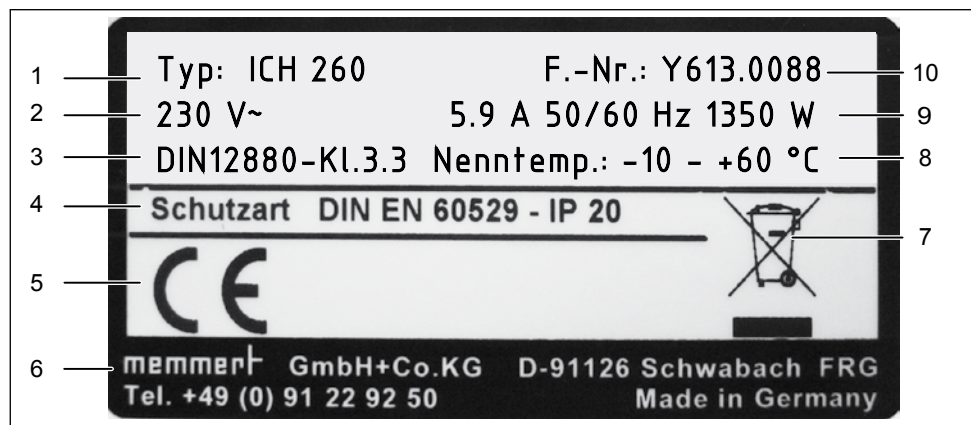 1 Typ: ICH 260 F.-Nr.: Y613.0088 10
2 230 V~ 5.9 A 50/60 Hz 1350 W 9
3 DIN12880-Kl.3.3 Nenntemp.: -10 - +60 °C 8
4 Schutzart DIN EN 60529 - IP 20
7
5 CE
6 memmert GmbH+Co.KG D-91126 Schwabach FRG
Tel. +49 (0) 91 22 92 50 Made in Germany